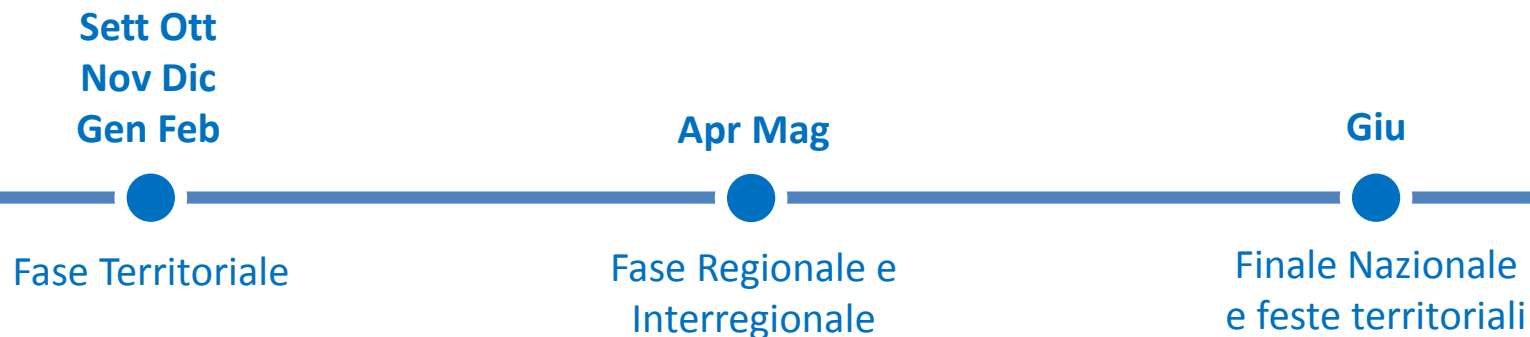 Sett Ott
Nov Dic
Gen Feb
Fase Territoriale
Apr Mag
Fase Regionale e
Interregionale
Giu
Finale Nazionale
e feste territoriali